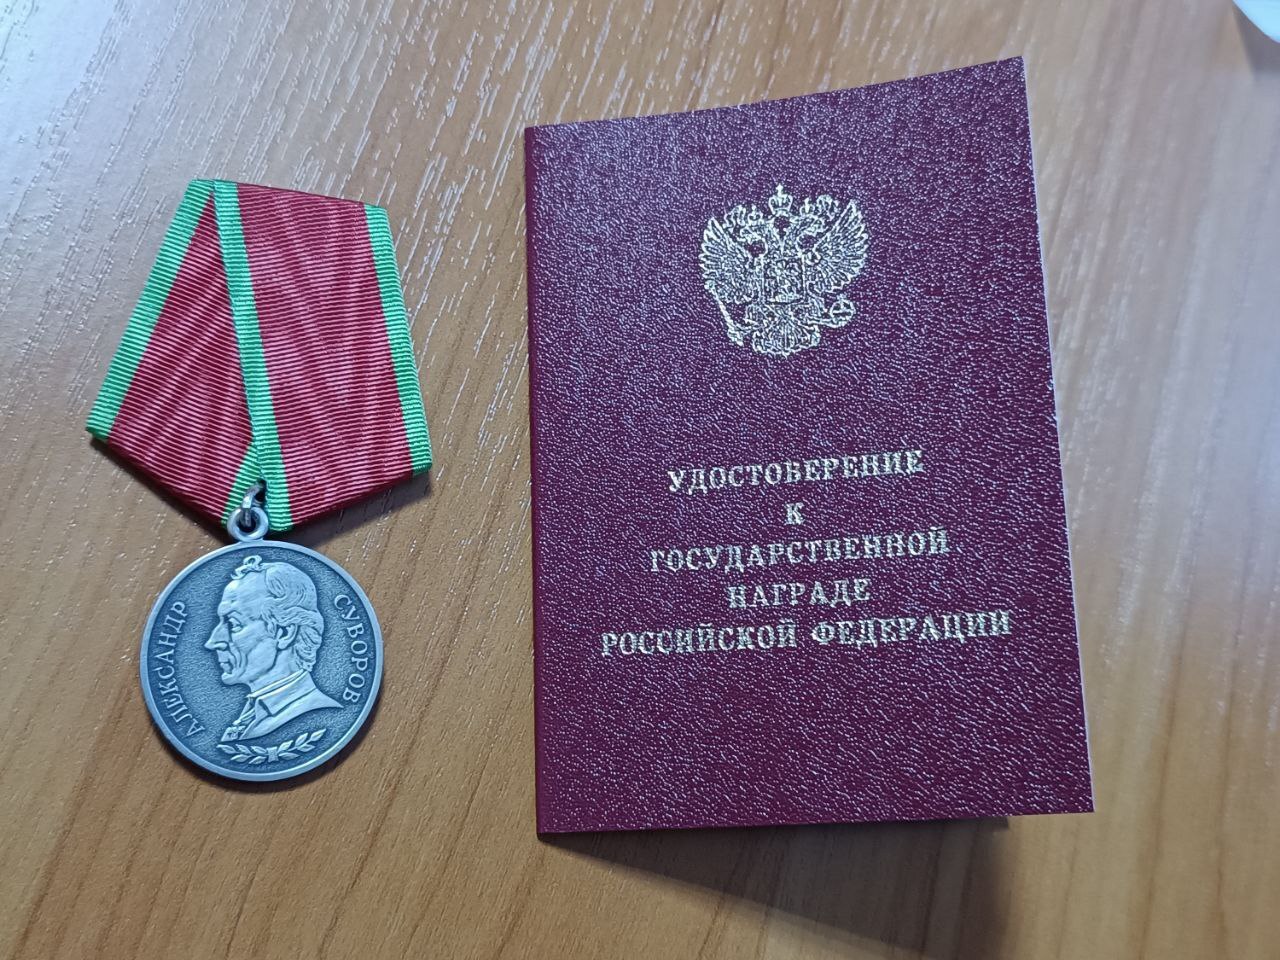 АЛЕКСАНДР СУВОРОВ
УДОСТОВЕРЕНИЕ
К
ГОСУДАРСТВЕННОЙ
НАГРАДЕ
РОССИЙСКОЙ ФЕДЕРАЦИИ